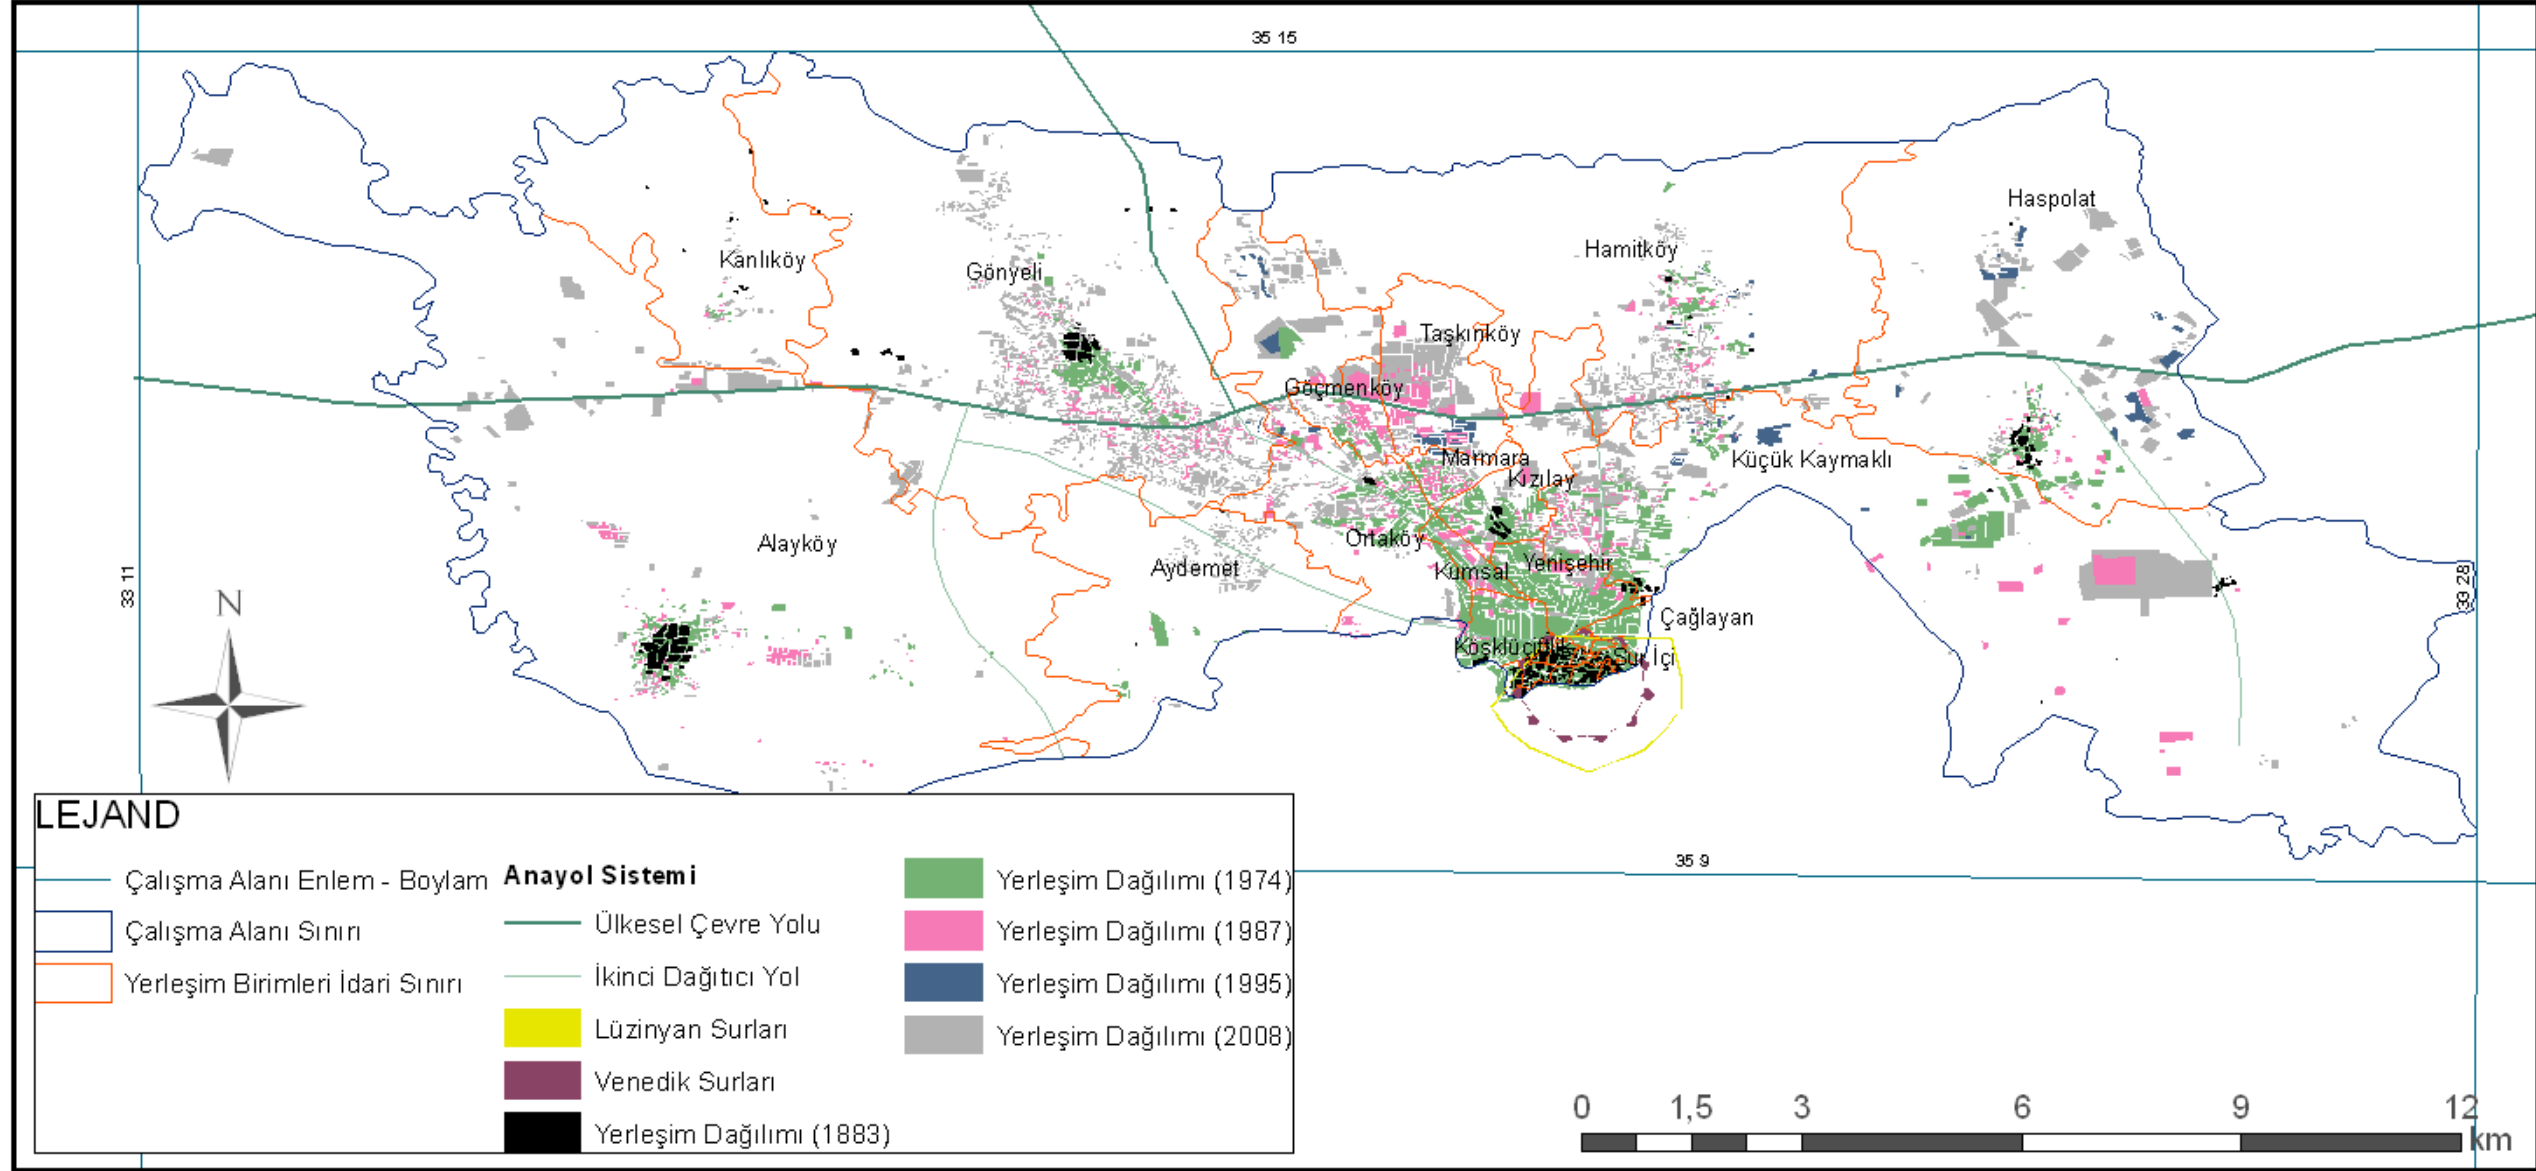 35 15
Haspolat
Hamitköy
Kanlıköy
Gönyeli
Taşkınköy
Göçmenköy
Marmara
Küçük Kaymaklı
Kızılay
Ortaköy
Alayköy
Aydemet
Kumsal
Yenişehir
33 11
33 28
N
Çağlayan
Köşklüçiftlik
Sur İçi
LEJAND
35 9
Çalışma Alanı Enlem - Boylam
Çalışma Alanı Sınırı
Yerleşim Birimleri İdari Sınırı
Anayol Sistemi
Ülkesel Çevre Yolu
İkinci Dağıtıcı Yol
Lüzinyan Surları
Venedik Surları
Yerleşim Dağılımı (1883)
Yerleşim Dağılımı (1974)
Yerleşim Dağılımı (1987)
Yerleşim Dağılımı (1995)
Yerleşim Dağılımı (2008)
0 1,5 3 6 9 12
km